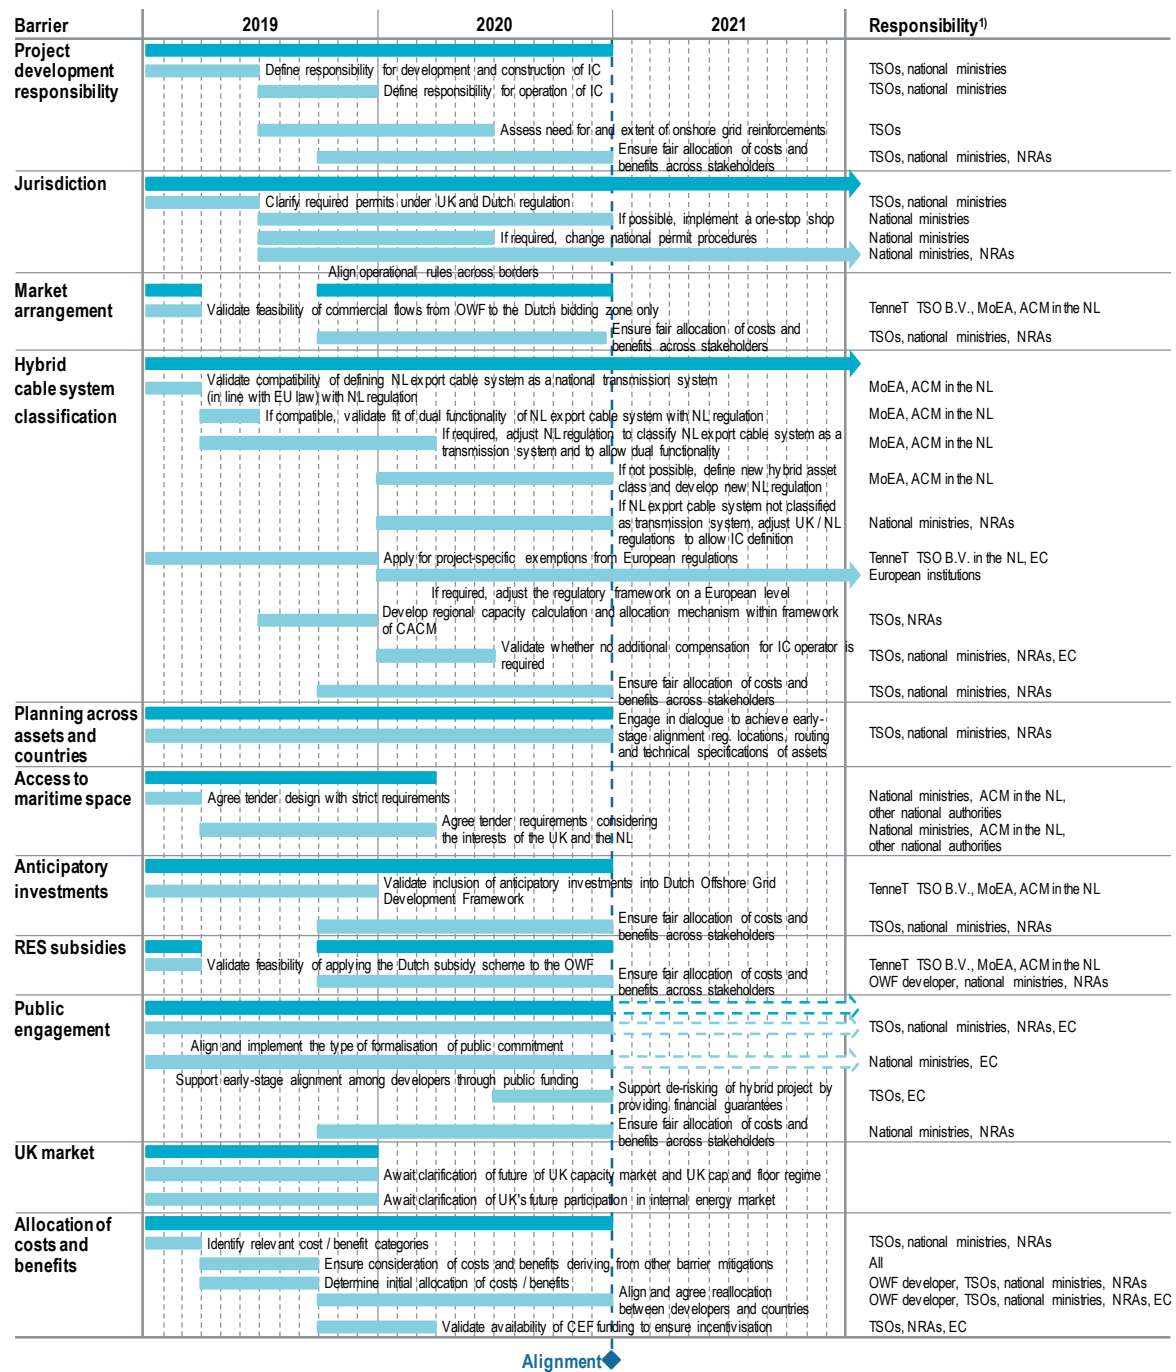 Barrier 2019 2020 2021 Responsibility¹⁾
Project
development
responsibility
Define responsibility for development and construction of IC TSOs, national ministries
Define responsibility for operation of IC TSOs, national ministries
Assess need for and extent of onshore grid reinforcements TSOs
Ensure fair allocation of costs and
benefits across stakeholders TSOs, national ministries, NRAs
Jurisdiction
Clarify required permits under UK and Dutch regulation TSOs, national ministries
If possible, implement a one-stop shop National ministries
If required, change national permit procedures National ministries
National ministries, NRAs
Align operational rules across borders
Market
arrangement
Validate feasibility of commercial flows from OWF to the Dutch bidding zone only TenneT TSO B.V., MoEA, ACM in the NL
Ensure fair allocation of costs and
benefits across stakeholders TSOs, national ministries, NRAs
Hybrid
cable system
classification
Validate compatibility of defining NL export cable system as a national transmission system
(in line with EU law) with NL regulation MoEA, ACM in the NL
If compatible, validate fit of dual functionality of NL export cable system with NL regulation MoEA, ACM in the NL
If required, adjust NL regulation to classify NL export cable system as a
transmission system and to allow dual functionality MoEA, ACM in the NL
If not possible, define new hybrid asset
class and develop new NL regulation MoEA, ACM in the NL
If NL export cable system not classified
as transmission system, adjust UK / NL National ministries, NRAs
regulations to allow IC definition
Apply for project-specific exemptions from European regulations TenneT TSO B.V. in the NL, EC
European institutions
If required, adjust the regulatory framework on a European level
Develop regional capacity calculation and allocation mechanism within framework
of CACM TSOs, NRAs
Validate whether no additional compensation for IC operator is
required TSOs, national ministries, NRAs, EC
Ensure fair allocation of costs and
benefits across stakeholders TSOs, national ministries, NRAs
Planning across
assets and
countries
Engage in dialogue to achieve early-
stage alignment reg. locations, routing TSOs, national ministries, NRAs
and technical specifications of assets
Access to
maritime space
Agree tender design with strict requirements National ministries, ACM in the NL,
other national authorities
Agree tender requirements considering
the interests of the UK and the NL National ministries, ACM in the NL,
other national authorities
Anticipatory
investments
Validate inclusion of anticipatory investments into Dutch Offshore Grid
Development Framework TenneT TSO B.V., MoEA, ACM in the NL
Ensure fair allocation of costs and
benefits across stakeholders TSOs, national ministries, NRAs
RES subsidies
Validate feasibility of applying the Dutch subsidy scheme to the OWF TenneT TSO B.V., MoEA, ACM in the NL
Ensure fair allocation of costs and
benefits across stakeholders OWF developer, national ministries, NRAs
Public
engagement
TSOs, national ministries, NRAs, EC
Align and implement the type of formalisation of public commitment
National ministries, EC
Support early-stage alignment among developers through public funding
Support de-risking of hybrid project by
providing financial guarantees TSOs, EC
Ensure fair allocation of costs and
benefits across stakeholders National ministries, NRAs
UK market
Await clarification of future of UK capacity market and UK cap and floor regime
Await clarification of UK's future participation in internal energy market
Allocation of
costs and
benefits
Identify relevant cost / benefit categories TSOs, national ministries, NRAs
Ensure consideration of costs and benefits deriving from other barrier mitigations All
Determine initial allocation of costs / benefits OWF developer, TSOs, national ministries, NRAs
Align and agree reallocation
between developers and countries OWF developer, TSOs, national ministries, NRAs, EC
Validate availability of CEF funding to ensure incentivisation TSOs, NRAs, EC
Alignment